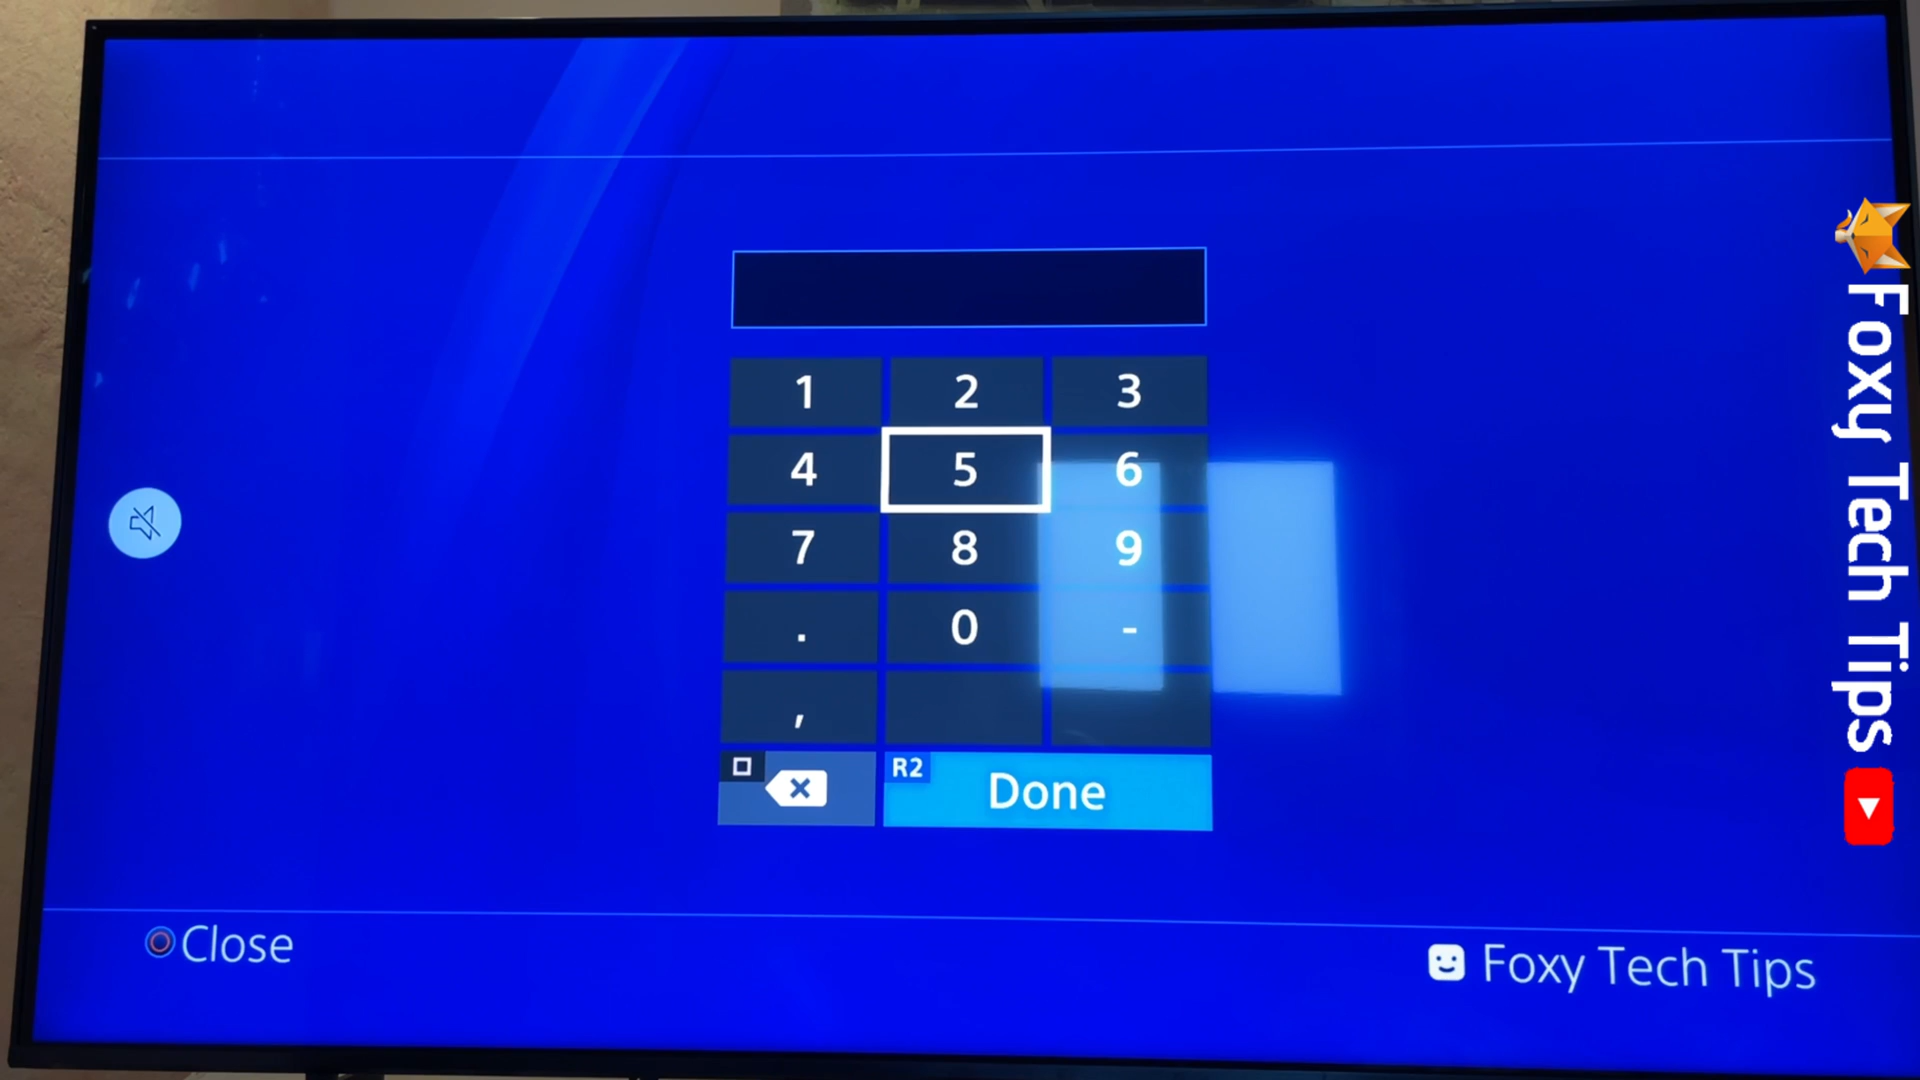 1 2 3
4 5 6
7 8 9
. 0 -
,
R2 Done
Close
Foxy Tech Tips
Foxy Tech Tips